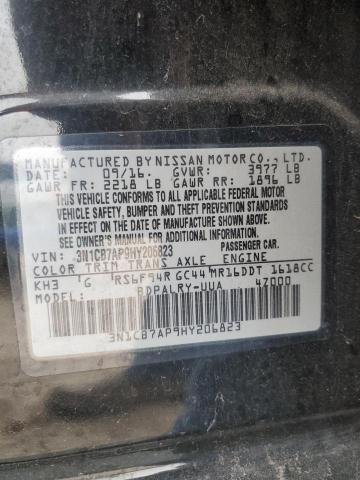 MANUFACTURED BY NISSAN MOTOR CO., LTD.
DATE: 09/16. GVWR: 3977 LB
GAWR FR: 2218 LB GAWR RR: 1896 LB
THIS VEHICLE CONFORMS TO ALL APPLICABLE FEDERAL MOTOR
VEHICLE SAFETY, BUMPER AND THEFT PREVENTION STANDARDS
IN EFFECT ON THE DATE OF MANUFACTURE SHOWN ABOVE.
SEE OWNER'S MANUAL FOR ADDITIONAL INFORMATION.
VIN: 3N1CB7AP9HY206823 PASSENGER CAR.
COLOR TRIM TRANS AXLE ENGINE
KH3 G RS6F94R GC44 MR16DDT 1618CC
BDPALRY-UUA 47000
3N1CB7AP9HY206823